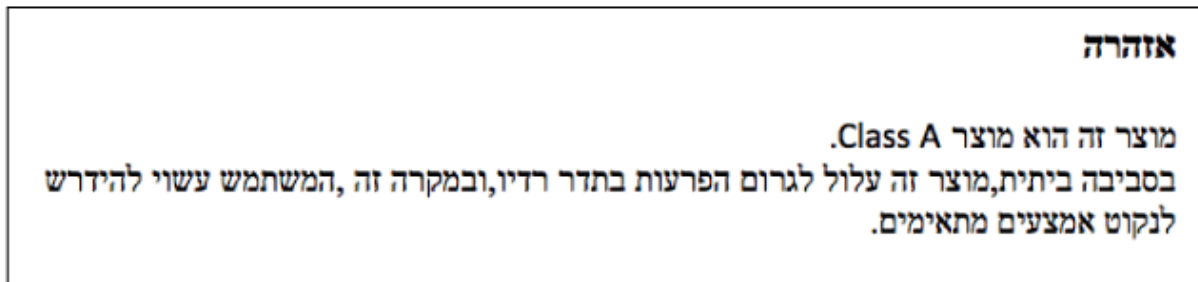 אזהרה
מוצר זה הוא מוצר Class A.
בסביבה ביתית,מוצר זה עלול לגרום הפרעות בתדר רדיו,ובמקרה זה ,המשתמש עשוי להידרש
לנקוט אמצעים מתאימים.